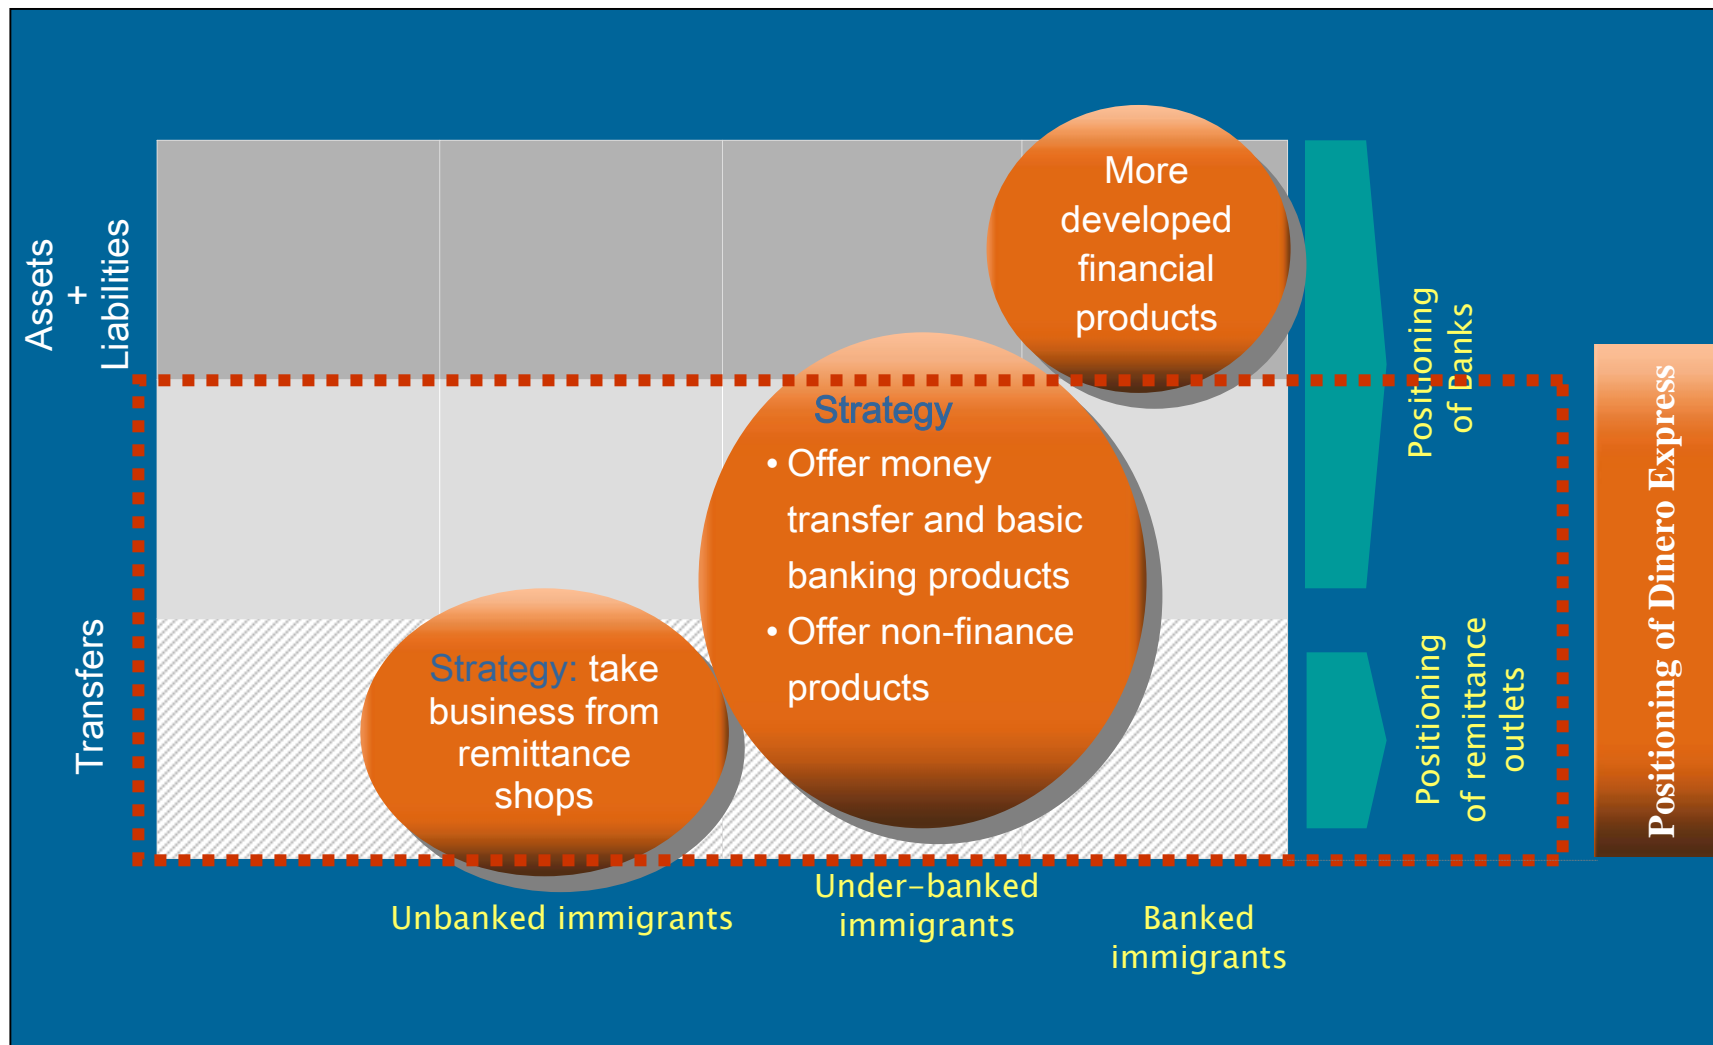 Assets
+
Liabilities
Transfers
More
developed
financial
products
Strategy
• Offer money
transfer and basic
banking products
• Offer non-finance
products
Strategy: take
business from
remittance
shops
Positioning
of Banks
Positioning
of remittance
outlets
Positioning of Dinero Express
Unbanked immigrants
Under-banked
immigrants
Banked
immigrants